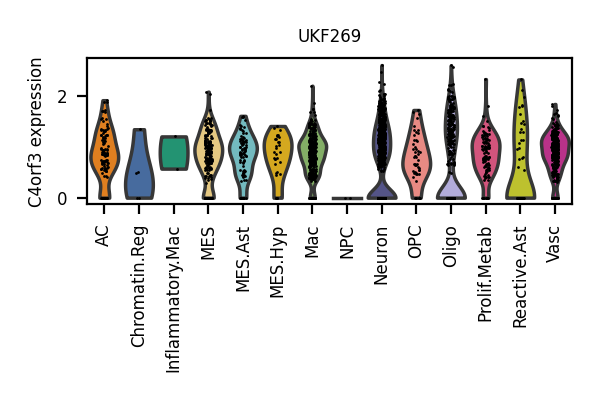 UKF269
C4orf3 expression
2
0
AC
Chromatin.Reg
Inflammatory.Mac
MES
MES.Ast
MES.Hyp
Mac
NPC
Neuron
OPC
Oligo
Prolif.Metab
Reactive.Ast
Vasc